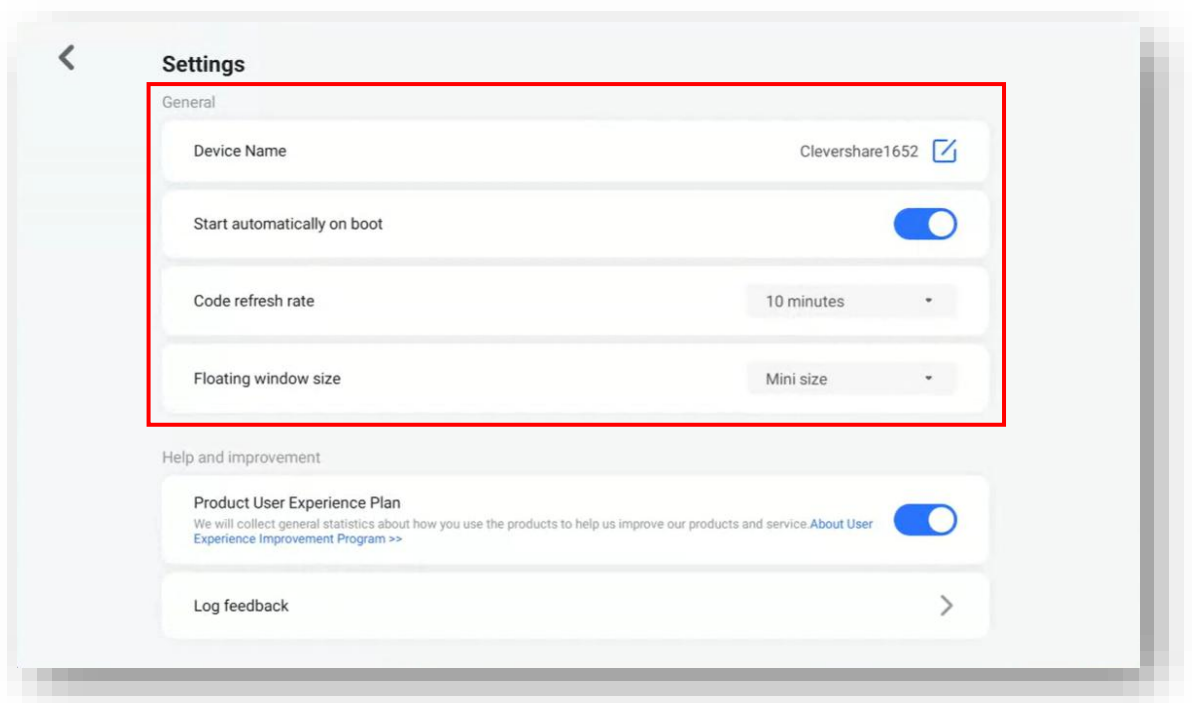 Settings
General
Device Name
Clevershare1652
Start automatically on boot
Code refresh rate
10 minutes
Floating window size
Mini size
Help and improvement
Product User Experience Plan
We will collect general statistics about how you use the products to help us improve our products and service.About User
Experience Improvement Program >>
Log feedback